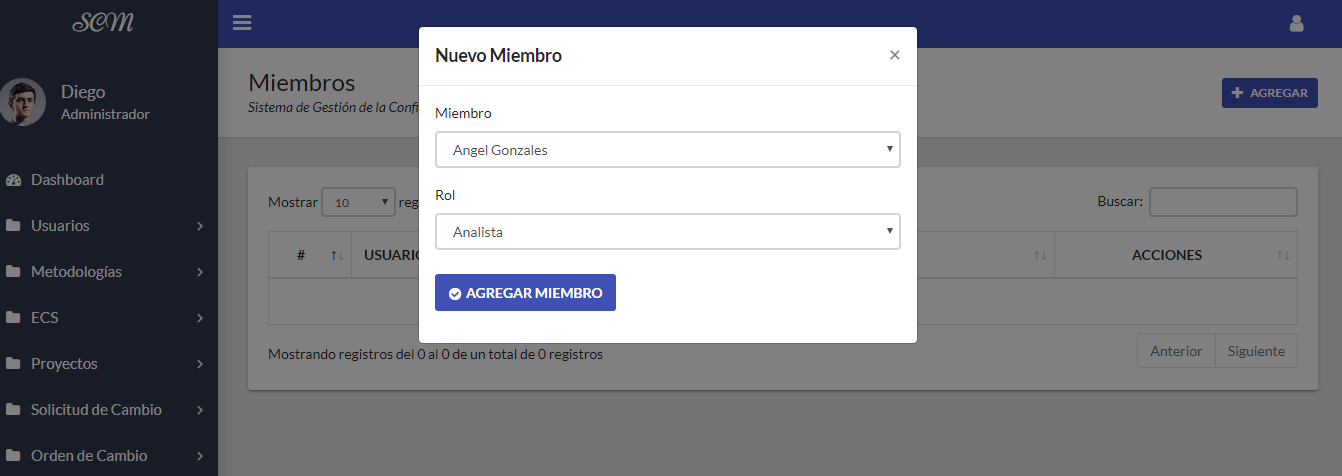 SCM
Diego
Administrador
Dashboard
Usuarios
Metodologías
ECS
Proyectos
Solicitud de Cambio
Orden de Cambio
Miembros
Sistema de Gestión de la Confi
AGREGAR
Mostrar 10 reg
Buscar:
# USUARIO ACCIONES
Mostrando registros del 0 al 0 de un total de 0 registros
Anterior Siguiente
Nuevo Miembro ×
Miembro
Angel Gonzales
Rol
Analista
AGREGAR MIEMBRO